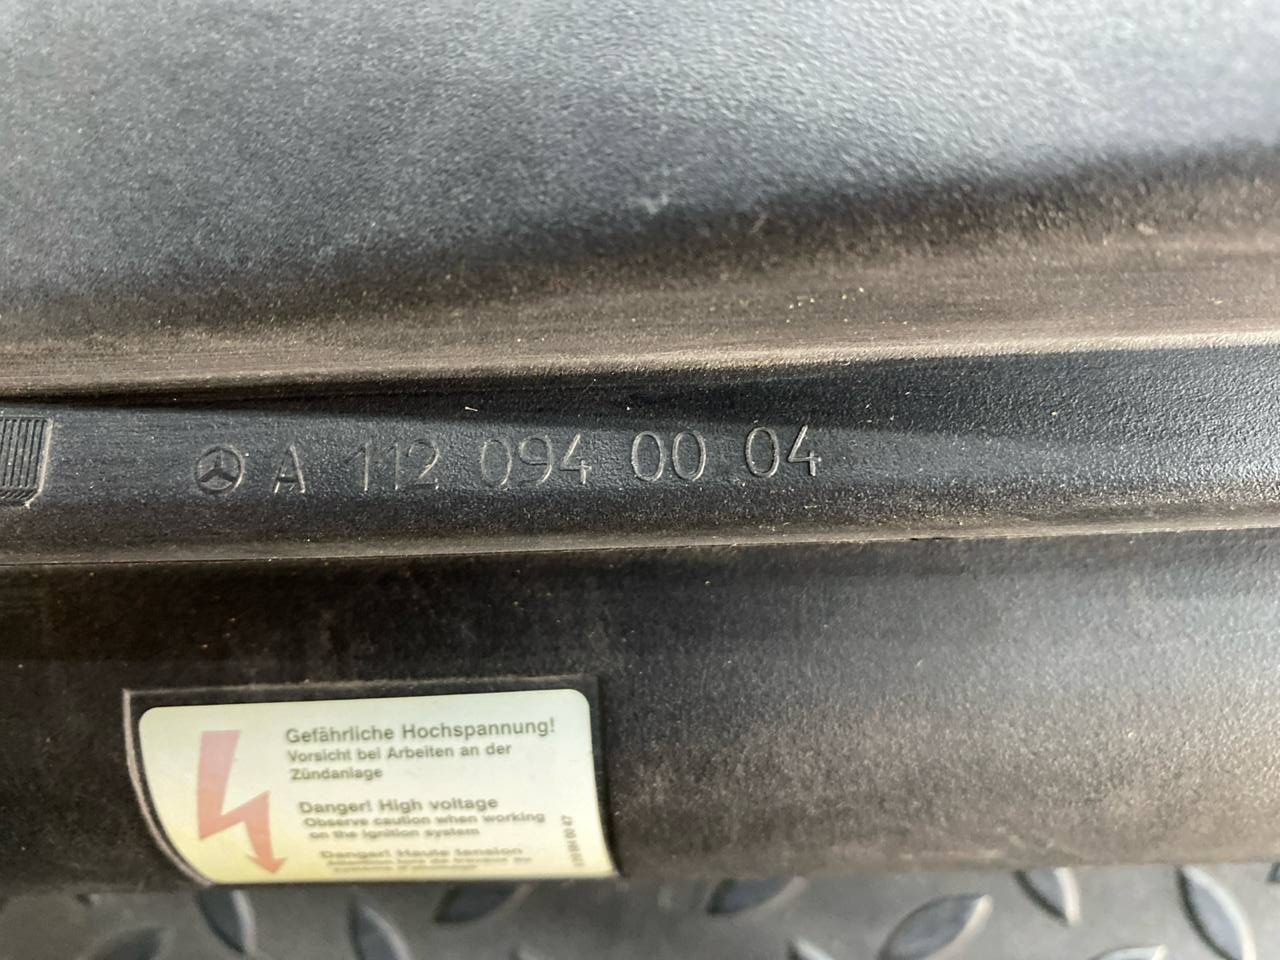 A 112 094 00 04
Gefährliche Hochspannung!
Vorsicht bei Arbeiten an der
Zündanlage
Danger! High voltage
Observe caution when working
on the ignition system
Danger! Haute tension